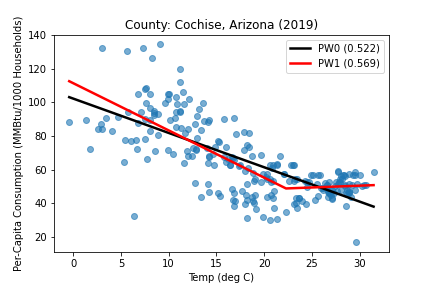 County: Cochise, Arizona (2019)
Per-Capita Consumption (MMBtu/1000 Households)
140
120
100
80
60
40
20
PW0 (0.522)
PW1 (0.569)
0 5 10 15 20 25 30
Temp (deg C)